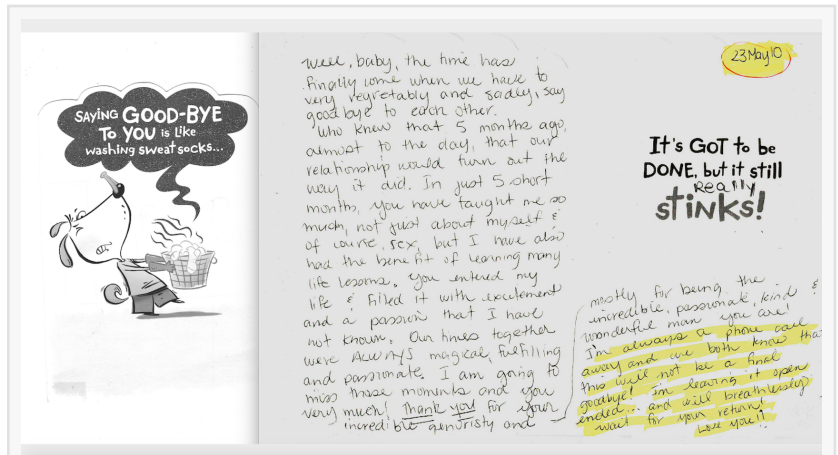 SAYING GOOD-BYE
TO YOU is Like
washing sweatsocks...
well, baby, the time has
finally come when we have to
very regretably and sadly, say
goodbye to each other.
Who knew that 5 months ago,
almost to the day, that our
relationship would turn out the
way it did. In just 5 short
months, you have taught me so
much, not just about myself &
of course, sex, but I have also
had the benefit of learning many
life lessons. You entered my
life & filled it with excitement
and a passion that I have
not known. Our times together
were ALWAYS magical, fulfilling
and passionate. I am going to
miss those moments and you
very much! Thank you! for your
incredible generisty and
23 May 10
It's GOT to be
DONE, but it still
REALLY
stiNks!
mostly for being the
incredible, passionate, kind &
wonderful man you are!
I'm always a phone call
away and we both know that
this will not be a final
goodbye! I'm leaving it open
ended... and will breathlessly
wait for your return!
Love you!!